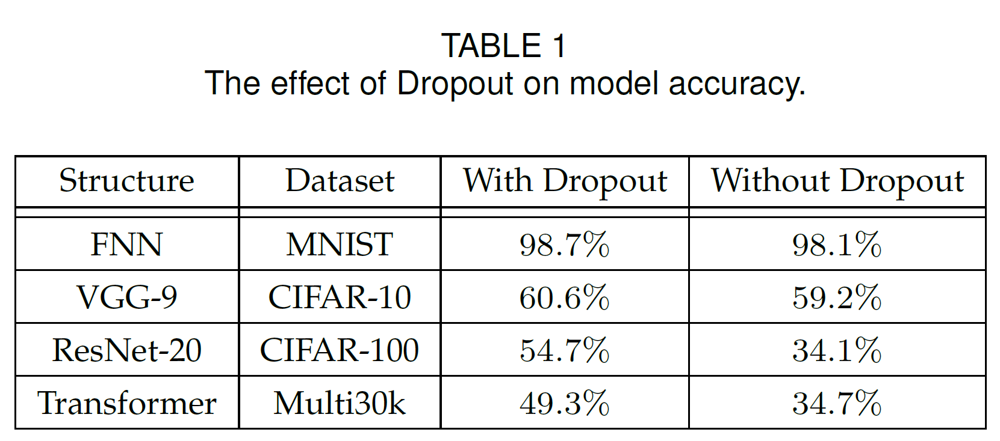 TABLE 1
The effect of Dropout on model accuracy.
Structure Dataset With Dropout Without Dropout
FNN MNIST 98.7% 98.1%
VGG-9 CIFAR-10 60.6% 59.2%
ResNet-20 CIFAR-100 54.7% 34.1%
Transformer Multi30k 49.3% 34.7%